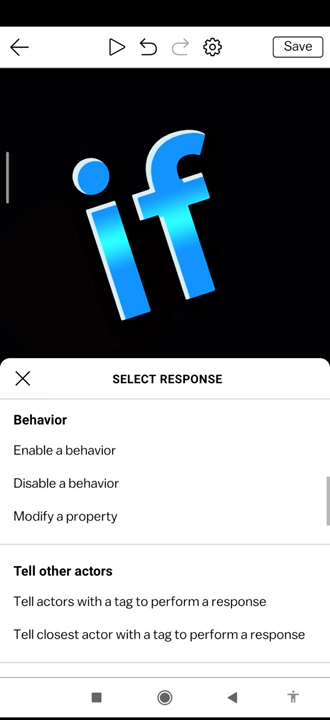 Save
if
SELECT RESPONSE
Behavior
Enable a behavior
Disable a behavior
Modify a property
Tell other actors
Tell actors with a tag to perform a response
Tell closest actor with a tag to perform a response